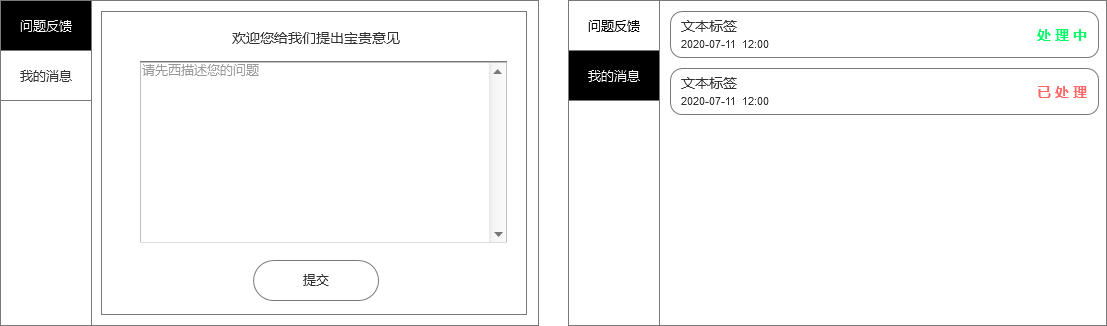 问题反馈
我的消息
欢迎您给我们提出宝贵意见
请先西描述您的问题
提交
问题反馈
我的消息
文本标签
2020-07-11 12:00
处理中
文本标签
2020-07-11 12:00
已处理